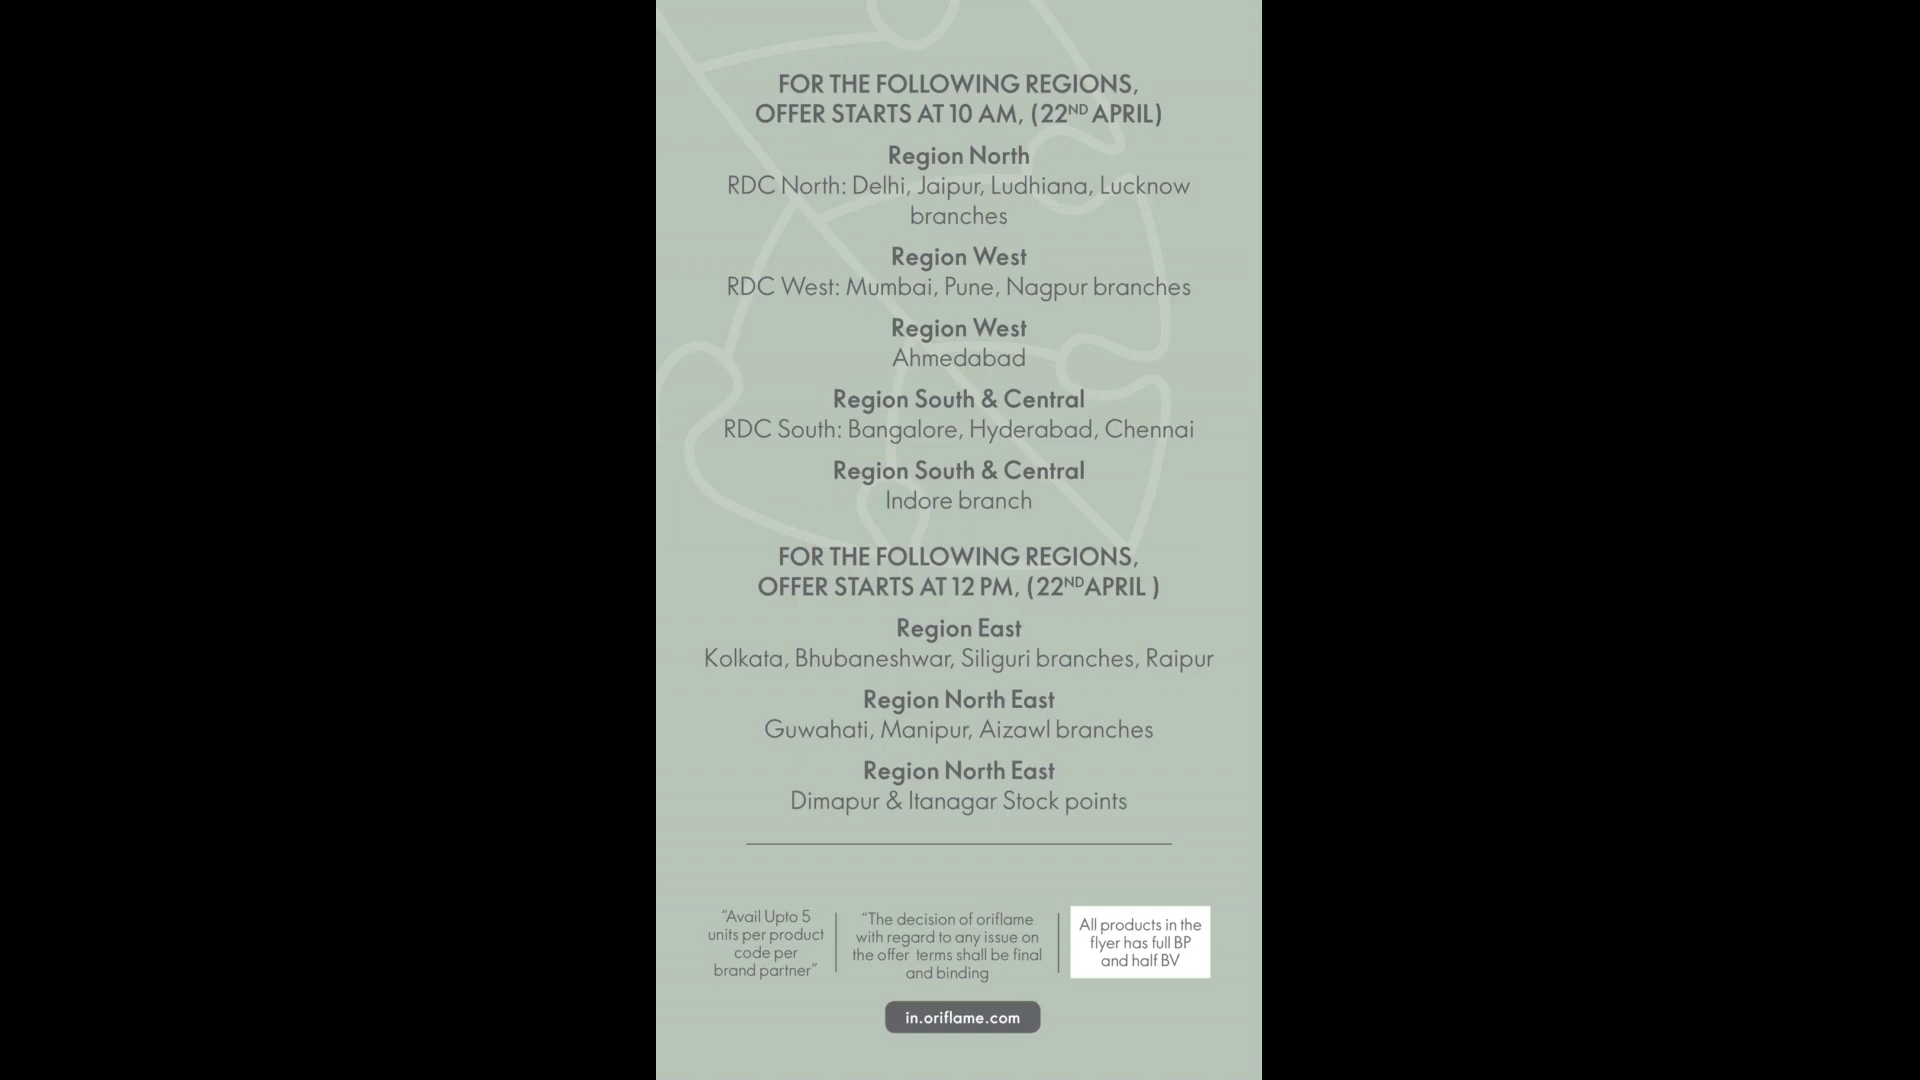 FOR THE FOLLOWING REGIONS,
OFFER STARTS AT 10 AM, (22ND APRIL)
Region North
RDC North: Delhi, Jaipur, Ludhiana, Lucknow
branches
Region West
RDC West: Mumbai, Pune, Nagpur branches
Region West
Ahmedabad
Region South & Central
RDC South: Bangalore, Hyderabad, Chennai
Region South & Central
Indore branch
FOR THE FOLLOWING REGIONS,
OFFER STARTS AT 12 PM, (22ND APRIL )
Region East
Kolkata, Bhubaneshwar, Siliguri branches, Raipur
Region North East
Guwahati, Manipur, Aizawl branches
Region North East
Dimapur & Itanagar Stock points
“Avail Upto 5
units per product
code per
brand partner”
“The decision of oriflame
with regard to any issue on
the offer terms shall be final
and binding
All products in the
flyer has full BP
and half BV
in.oriflame.com